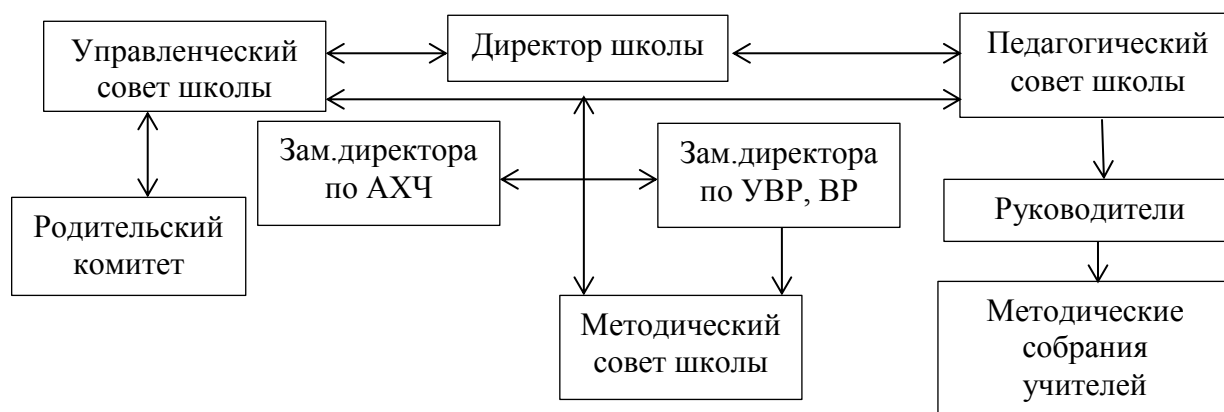 Управленческий
совет школы
Директор школы
Педагогический
совет школы
Зам.директора
по АХЧ
Зам.директора
по УВР, ВР
Родительский
комитет
Руководители
Методический
совет школы
Методические
собрания
учителей